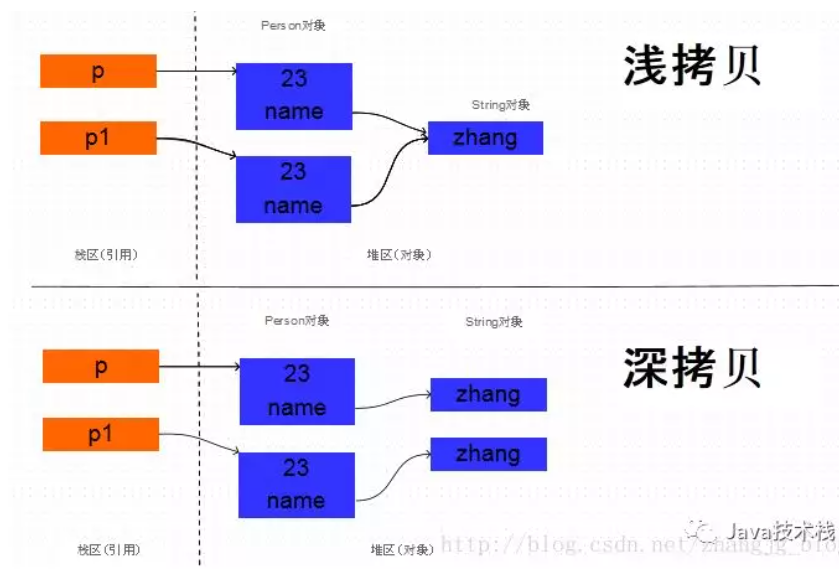 Person对象
p
23
name
浅拷贝
String对象
zhang
p1
23
name
栈区(引用)
堆区(对象)
Person对象
String对象
p
23
name
深拷贝
zhang
p1
23
name
zhang
Java技术栈
栈区(引用)
堆区(对象)
http://blog.csdn.net/zhangjg_blo